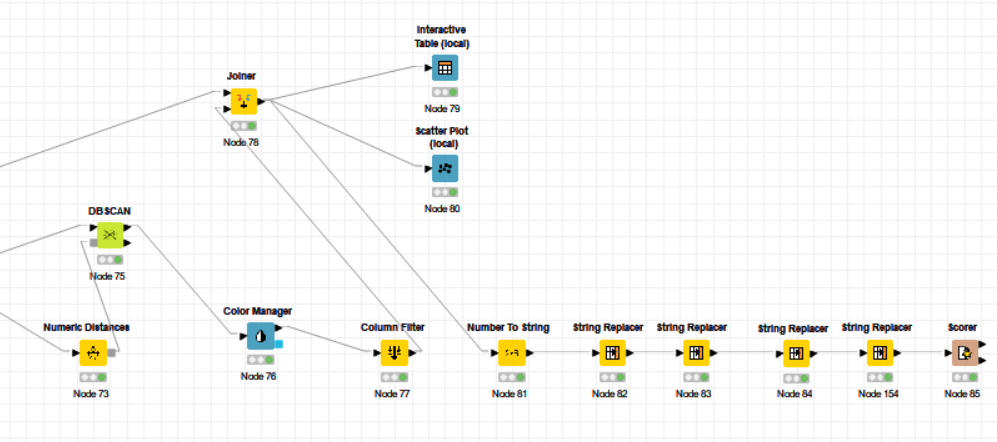 Interactive
Table (local)
Node 79
Joiner
Node 78
Scatter Plot
(local)
Node 80
DBSCAN
Node 75
Numeric Distances
Node 73
Color Manager
Node 76
Column Filter
Node 77
Number To String
Node 81
String Replacer
Node 82
String Replacer
Node 83
String Replacer
Node 84
String Replacer
Node 154
Scorer
Node 85